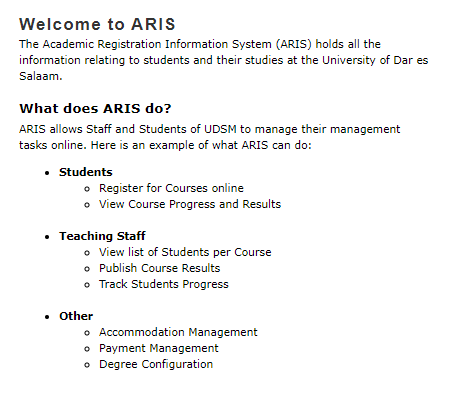 Welcome to ARIS
The Academic Registration Information System (ARIS) holds all the
information relating to students and their studies at the University of Dar es
Salaam.
What does ARIS do?
ARIS allows Staff and Students of UDSM to manage their management
tasks online. Here is an example of what ARIS can do:
Students
Register for Courses online
View Course Progress and Results
Teaching Staff
View list of Students per Course
Publish Course Results
Track Students Progress
Other
Accommodation Management
Payment Management
Degree Configuration